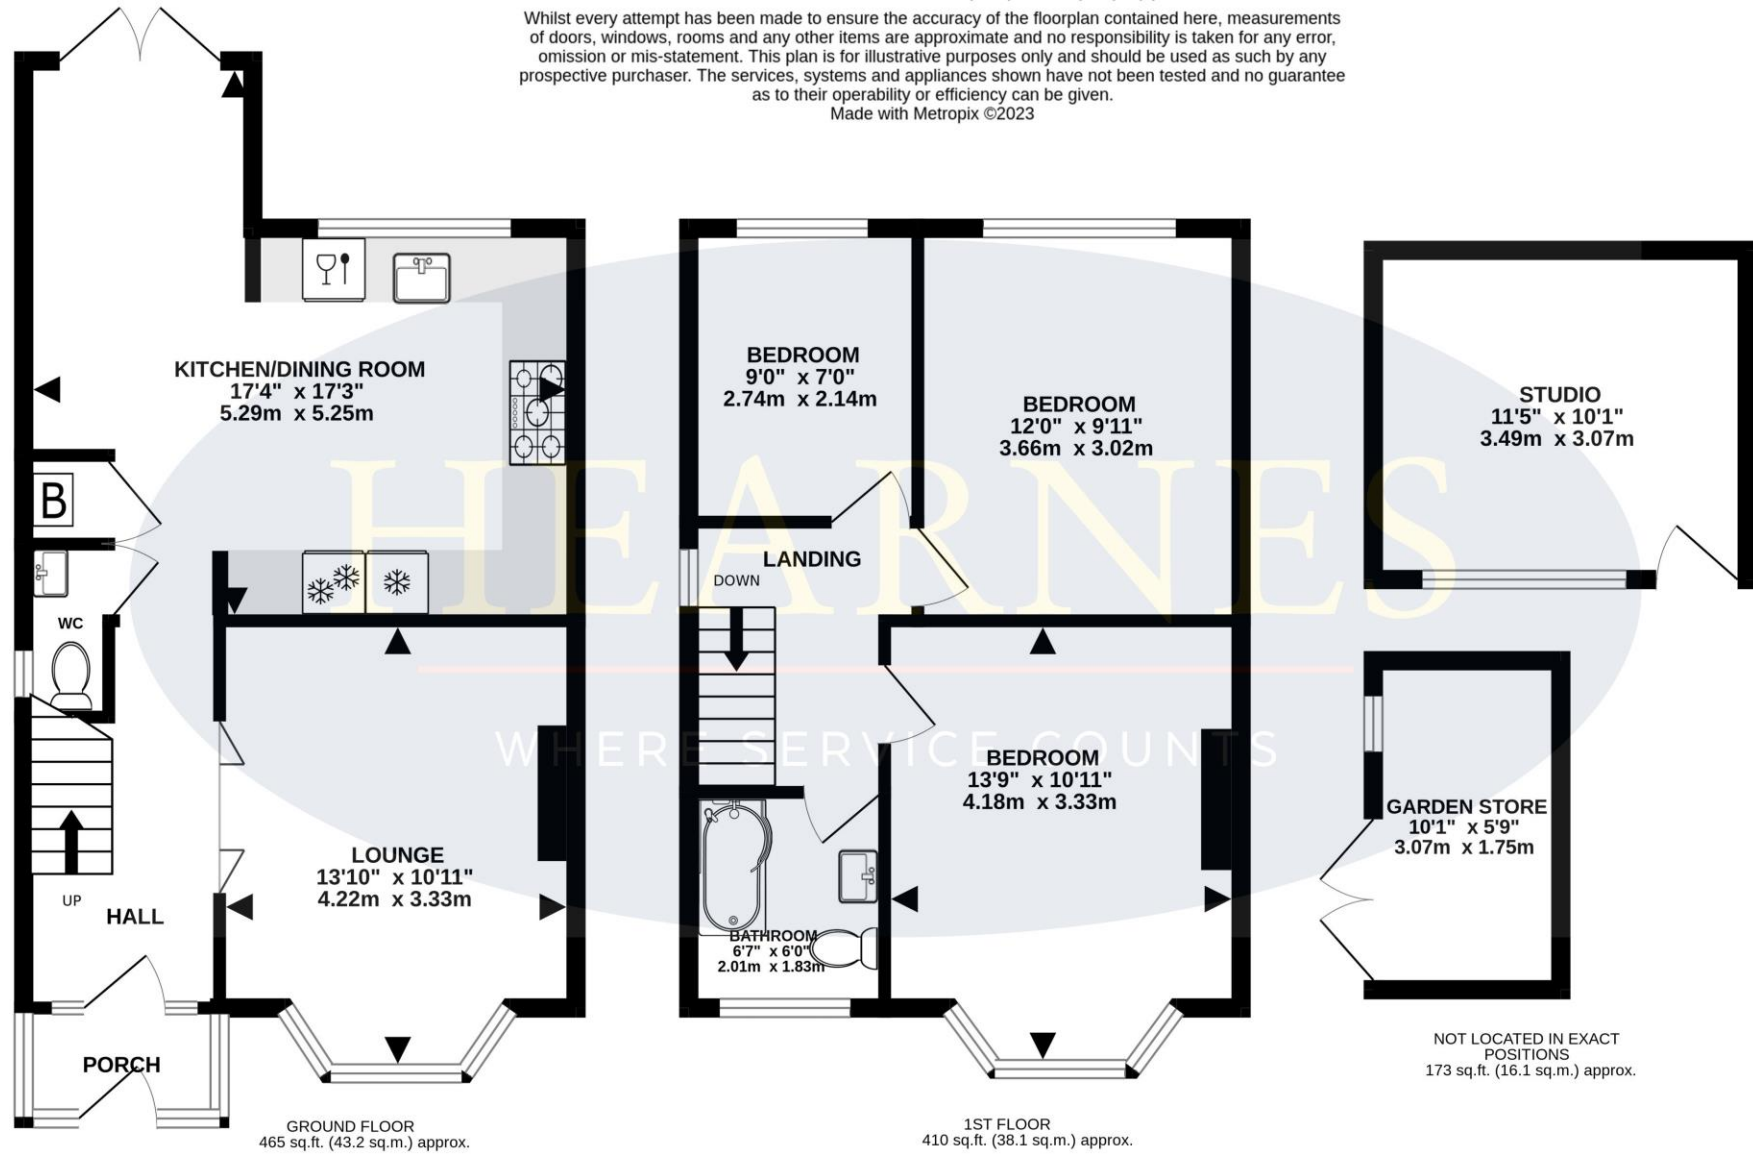 Whilst every attempt has been made to ensure the accuracy of the floorplan contained here, measurements
of doors, windows, rooms and any other items are approximate and no responsibility is taken for any error,
omission or mis-statement. This plan is for illustrative purposes only and should be used as such by any
prospective purchaser. The services, systems and appliances shown have not been tested and no guarantee
as to their operability or efficiency can be given.
Made with Metropix ©2023
KITCHEN/DINING ROOM
17'4" x 17'3"
5.29m x 5.25m
B
WC
UP
HALL
LOUNGE
13'10" x 10'11"
4.22m x 3.33m
PORCH
GROUND FLOOR
465 sq.ft. (43.2 sq.m.) approx.
BEDROOM
9'0" x 7'0"
2.74m x 2.14m
BEDROOM
12'0" x 9'11"
3.66m x 3.02m
LANDING
DOWN
BEDROOM
13'9" x 10'11"
4.18m x 3.33m
BATHROOM
6'7" x 6'0"
2.01m x 1.83m
1ST FLOOR
410 sq.ft. (38.1 sq.m.) approx.
STUDIO
11'5" x 10'1"
3.49m x 3.07m
GARDEN STORE
10'1" x 5'9"
3.07m x 1.75m
NOT LOCATED IN EXACT
POSITIONS
173 sq.ft. (16.1 sq.m.) approx.
HEARNES
WHERE SERVICE COUNTS